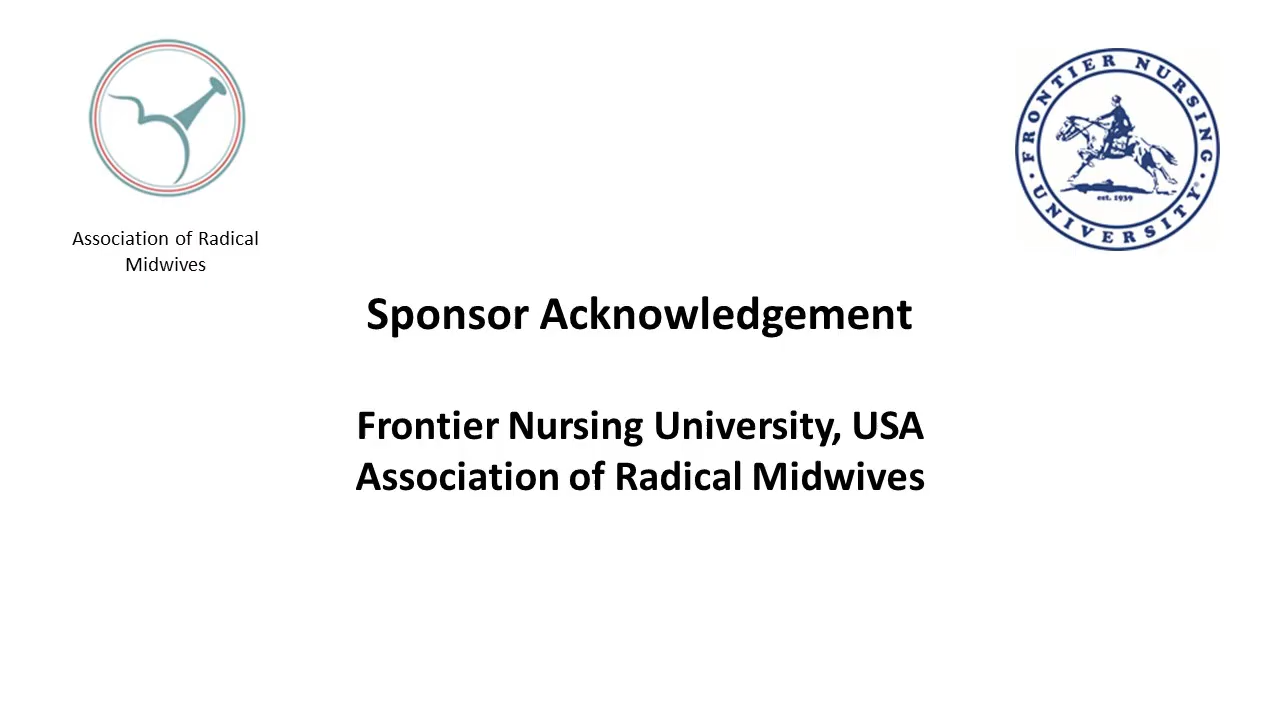 FRONTIER NURSING
UNIVERSITY®
est. 1939
Association of Radical
Midwives
Sponsor Acknowledgement
Frontier Nursing University, USA
Association of Radical Midwives